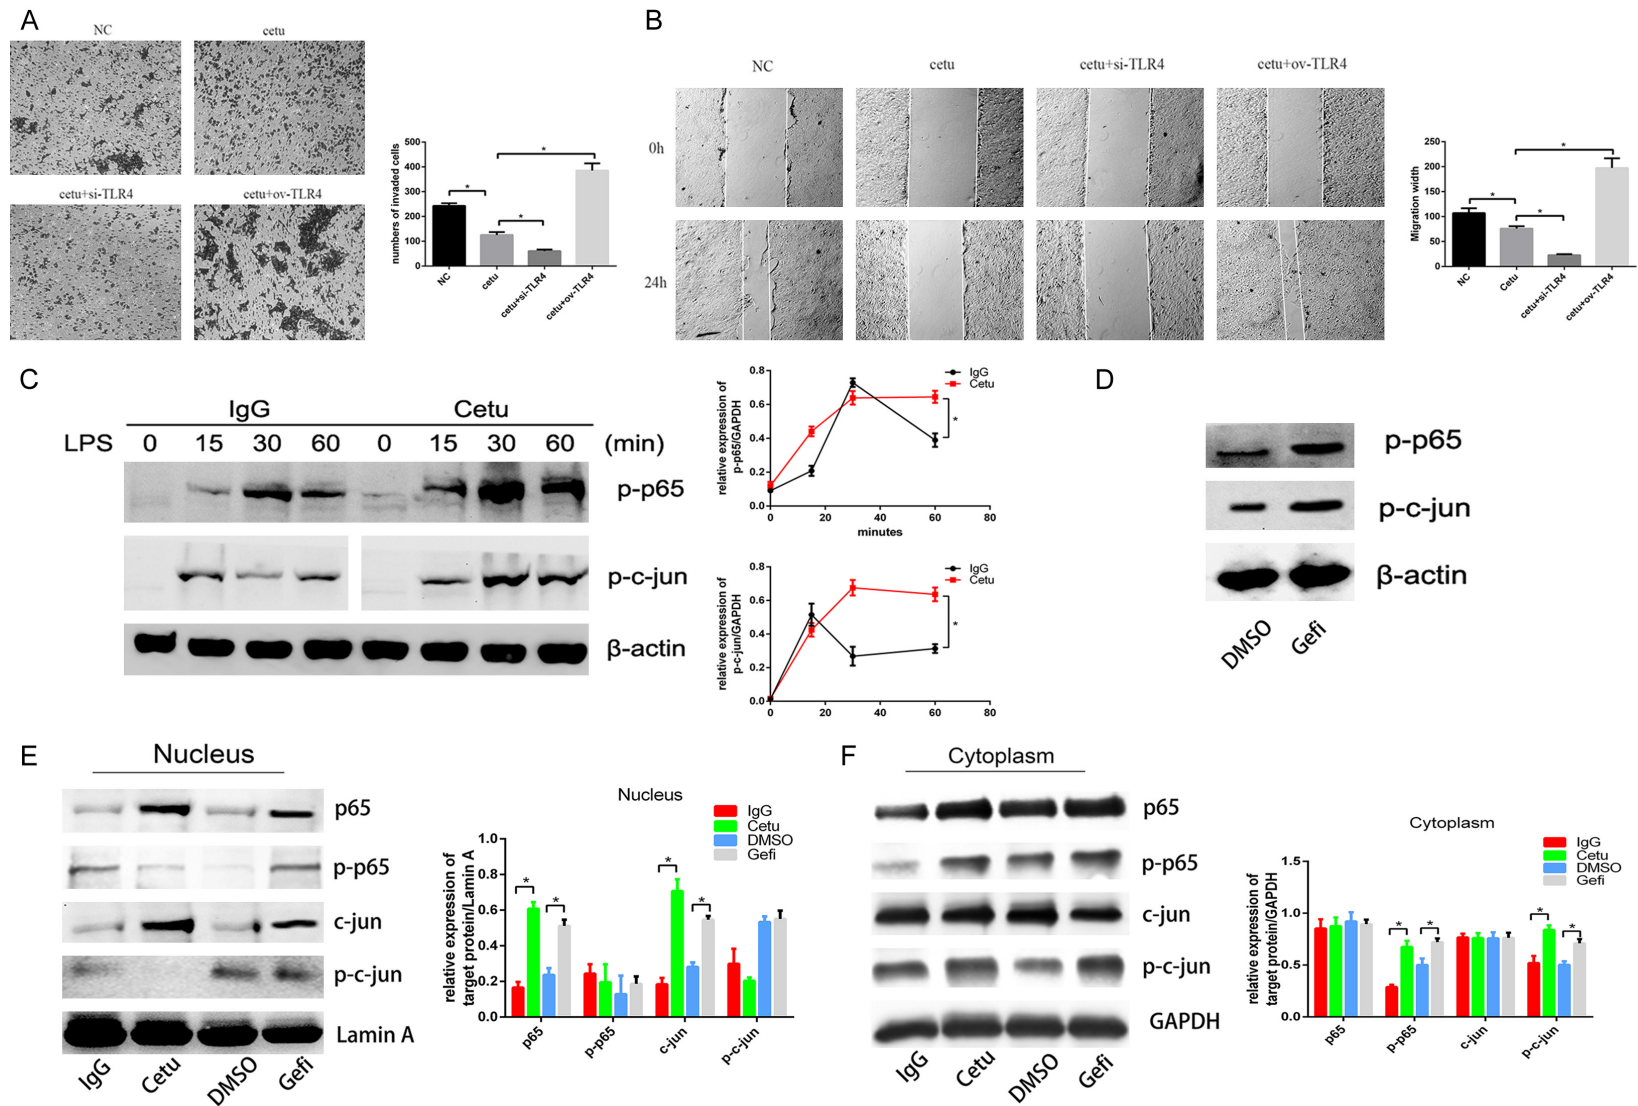 A
NC
cetu
cetu+si-TLR4
cetu+ov-TLR4
numbers of invaded cells
500
400
300
200
100
0
*
*
*
NC
cetu
cetu+si-TLR4
cetu+ov-TLR4
B
NC
cetu
cetu+si-TLR4
cetu+ov-TLR4
0h
24h
Migration width
250
200
150
100
50
0
*
*
*
NC
Cetu
cetu+si-TLR4
cetu+ov-TLR4
C
IgG
Cetu
LPS 0 15 30 60 0 15 30 60 (min)
p-p65
p-c-jun
β-actin
relative expression of
p-p65/GAPDH
0.8
0.6
0.4
0.2
0.0
0 20 40 60 80
minutes
IgG
Cetu
*
relative expression of
p-c-jun/GAPDH
0.8
0.6
0.4
0.2
0.0
0 20 40 60 80
IgG
Cetu
*
D
p-p65
p-c-jun
β-actin
DMSO
Gefi
E
Nucleus
p65
p-p65
c-jun
p-c-jun
Lamin A
IgG
Cetu
DMSO
Gefi
Nucleus
IgG
Cetu
DMSO
Gefi
relative expression of
target protein/Lamin A
1.0
0.8
0.6
0.4
0.2
0.0
*
*
*
*
p65
p-p65
c-jun
p-c-jun
F
Cytoplasm
p65
p-p65
c-jun
p-c-jun
GAPDH
IgG
Cetu
DMSO
Gefi
Cytoplasm
IgG
Cetu
DMSO
Gefi
relative expression of
target protein/GAPDH
1.5
1.0
0.5
0.0
*
*
*
*
p65
p-p65
c-jun
p-c-jun